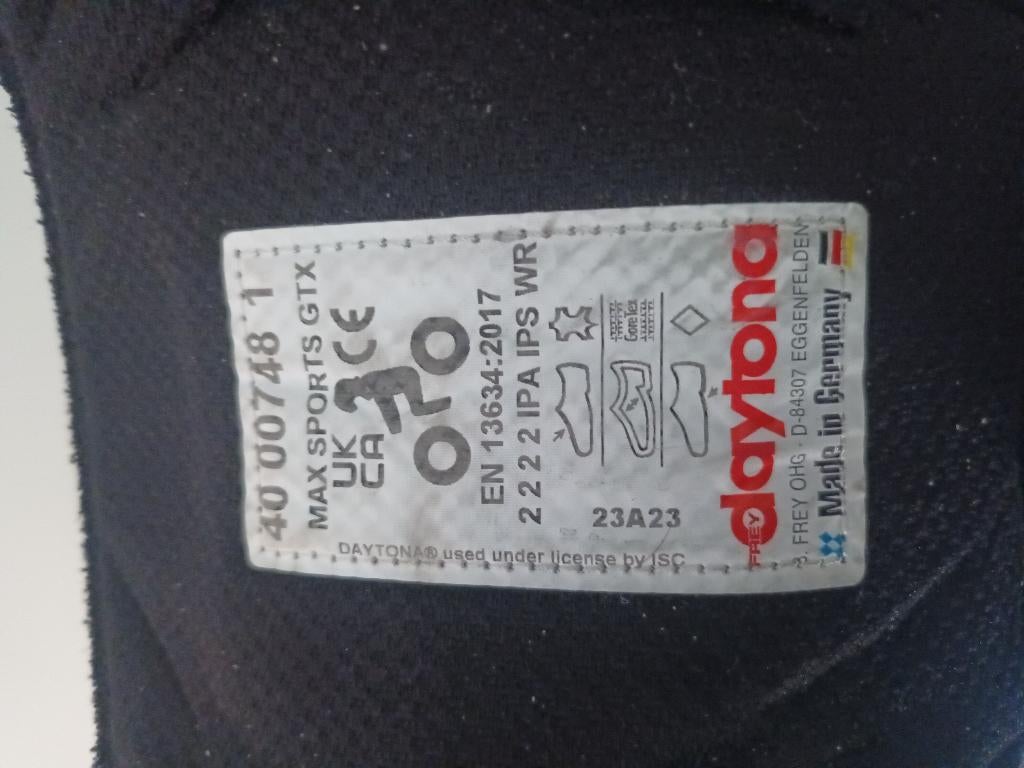 40 00748 1
MAX SPORTS GTX
UK CE
CA
EN 13634:2017
2 2 2 2 IPA IPS WR
GoreTex
23A23
DAYTONA® used under license by ISC
FREY daytona
FREY OHG · D-84307 EGGENFELDEN
Made in Germany